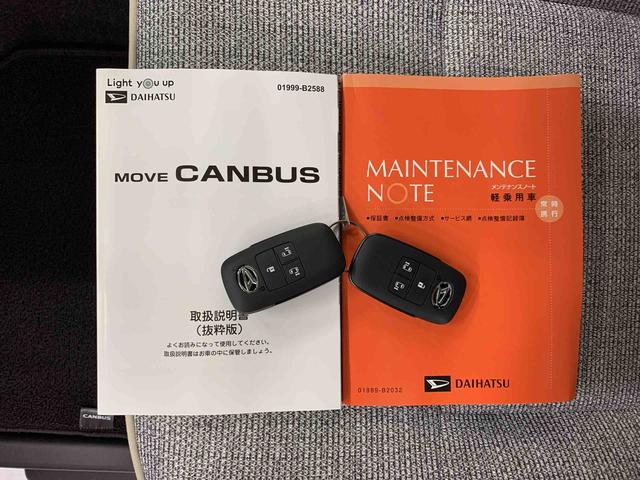 Light you up
DAIHATSU
01999-B2588
MOVE CANBUS
取扱説明書
(抜粋版)
よくお読みになって使用してください。
取扱説明書はお車の中に保管しましょう。
MAINTENANCE
NOTE
メンテナンスノート
軽乗用車
常時
携行
●保証書 ●点検整備方式 ●サービス網 ●点検整備記録簿
01989-B2032
DAIHATSU
CANBUS